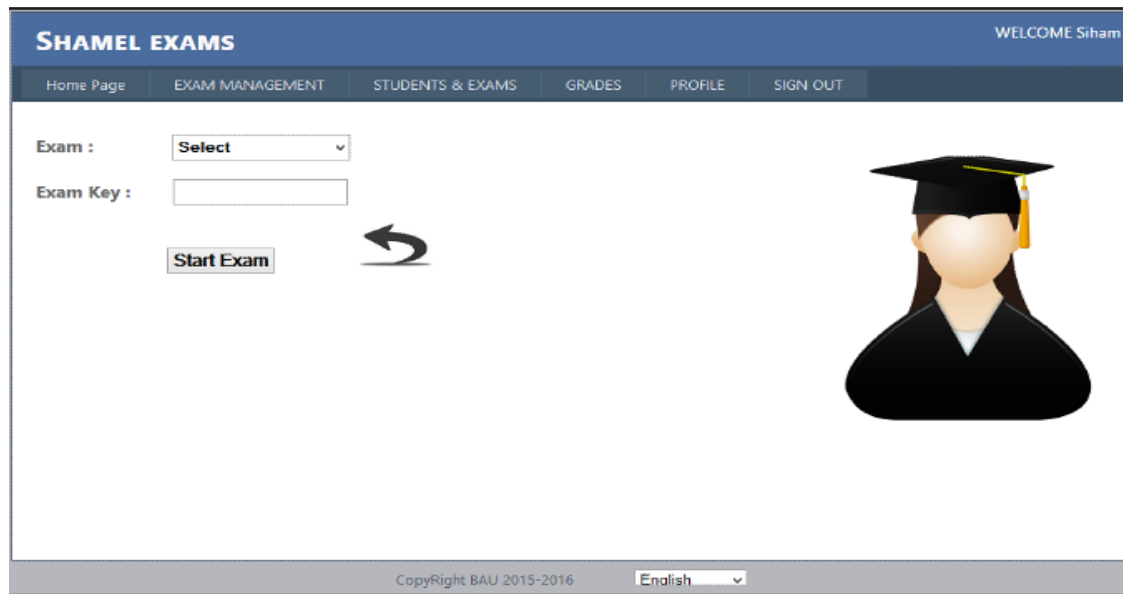 SHAMEL EXAMS
WELCOME Siham
Home Page EXAM MANAGEMENT STUDENTS & EXAMS GRADES PROFILE SIGN OUT
Exam : Select
Exam Key :
Start Exam
CopyRight BAU 2015-2016 English